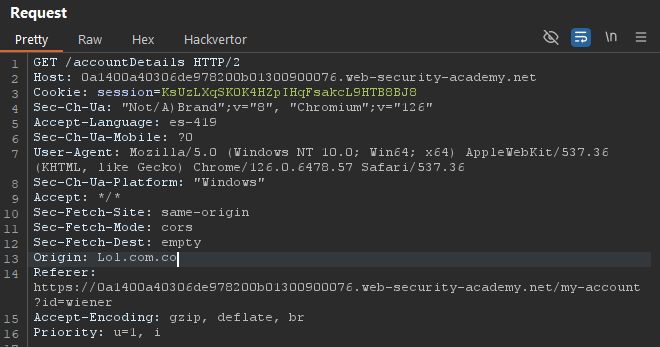 Request
Pretty Raw Hex Hackvertor \n
1 GET /accountDetails HTTP/2
2 Host: 0a1400a40306de978200b01300900076.web-security-academy.net
3 Cookie: session=KsUzLXqSKOK4HZpIHqFsakcL9HTB8BJ8
4 Sec-Ch-Ua: "Not/A)Brand";v="8", "Chromium";v="126"
5 Accept-Language: es-419
6 Sec-Ch-Ua-Mobile: ?0
7 User-Agent: Mozilla/5.0 (Windows NT 10.0; Win64; x64) AppleWebKit/537.36
(KHTML, like Gecko) Chrome/126.0.6478.57 Safari/537.36
8 Sec-Ch-Ua-Platform: "Windows"
9 Accept: */*
10 Sec-Fetch-Site: same-origin
11 Sec-Fetch-Mode: cors
12 Sec-Fetch-Dest: empty
13 Origin: Lol.com.co
14 Referer:
https://0a1400a40306de978200b01300900076.web-security-academy.net/my-account
?id=wiener
15 Accept-Encoding: gzip, deflate, br
16 Priority: u=1, i
17